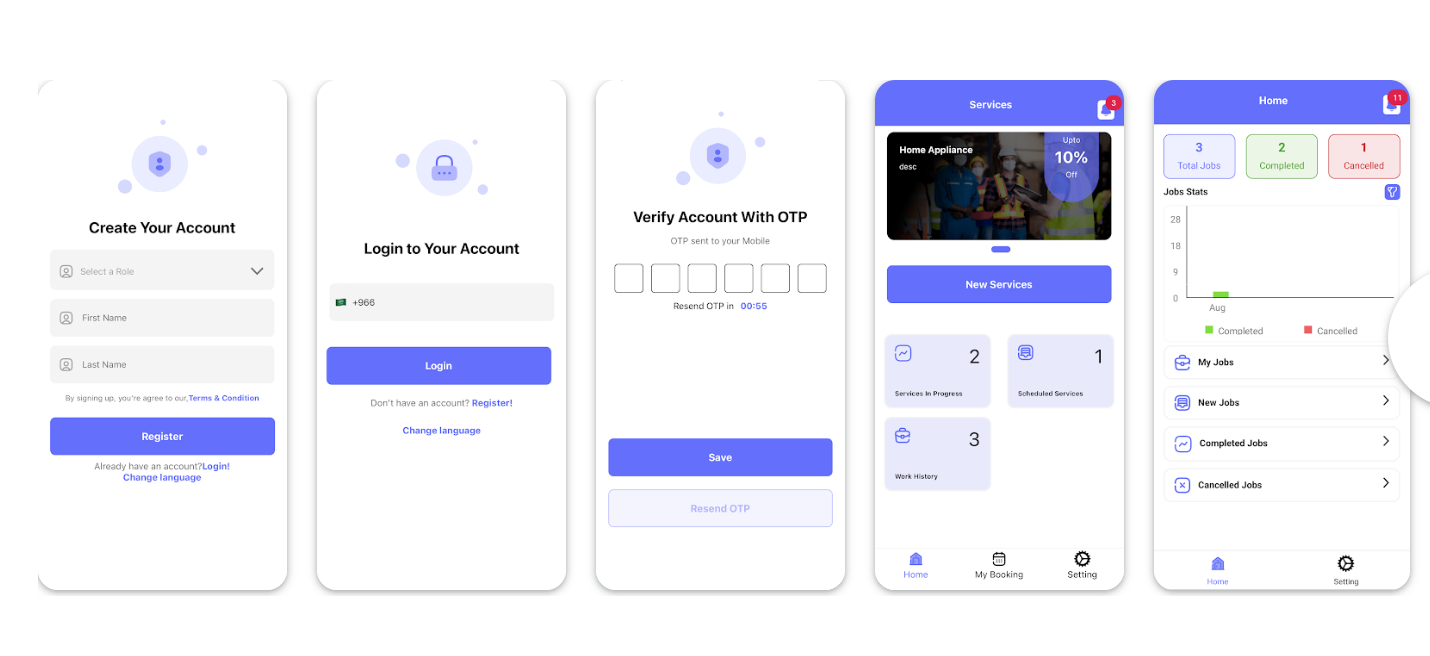 Create Your Account
Select a Role
First Name
Last Name
By signing up, you're agree to our,Terms & Condition
Register
Already have an account?Login!
Change language
Login to Your Account
+966
Login
Don't have an account? Register!
Change language
Verify Account With OTP
OTP sent to your Mobile
Resend OTP in 00:55
Save
Resend OTP
Services
3
Home Appliance
desc
Upto
10%
Off
New Services
2
Services In Progress
1
Scheduled Services
3
Work History
Home
My Booking
Setting
Home
11
3
Total Jobs
2
Completed
1
Cancelled
Jobs Stats
28
18
9
0
Aug
Completed
Cancelled
My Jobs
New Jobs
Completed Jobs
Cancelled Jobs
Home
Setting